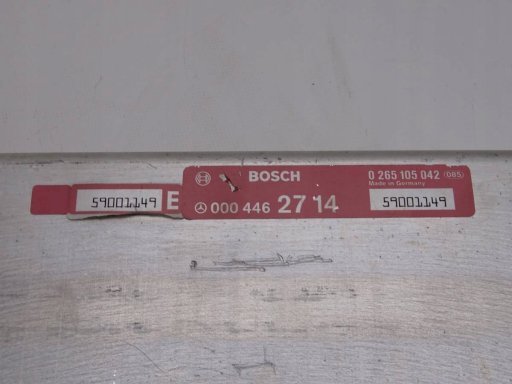 BOSCH 0 265 105 042 (085)
Made in Germany
59001149 E 000 446 27 14 59001149